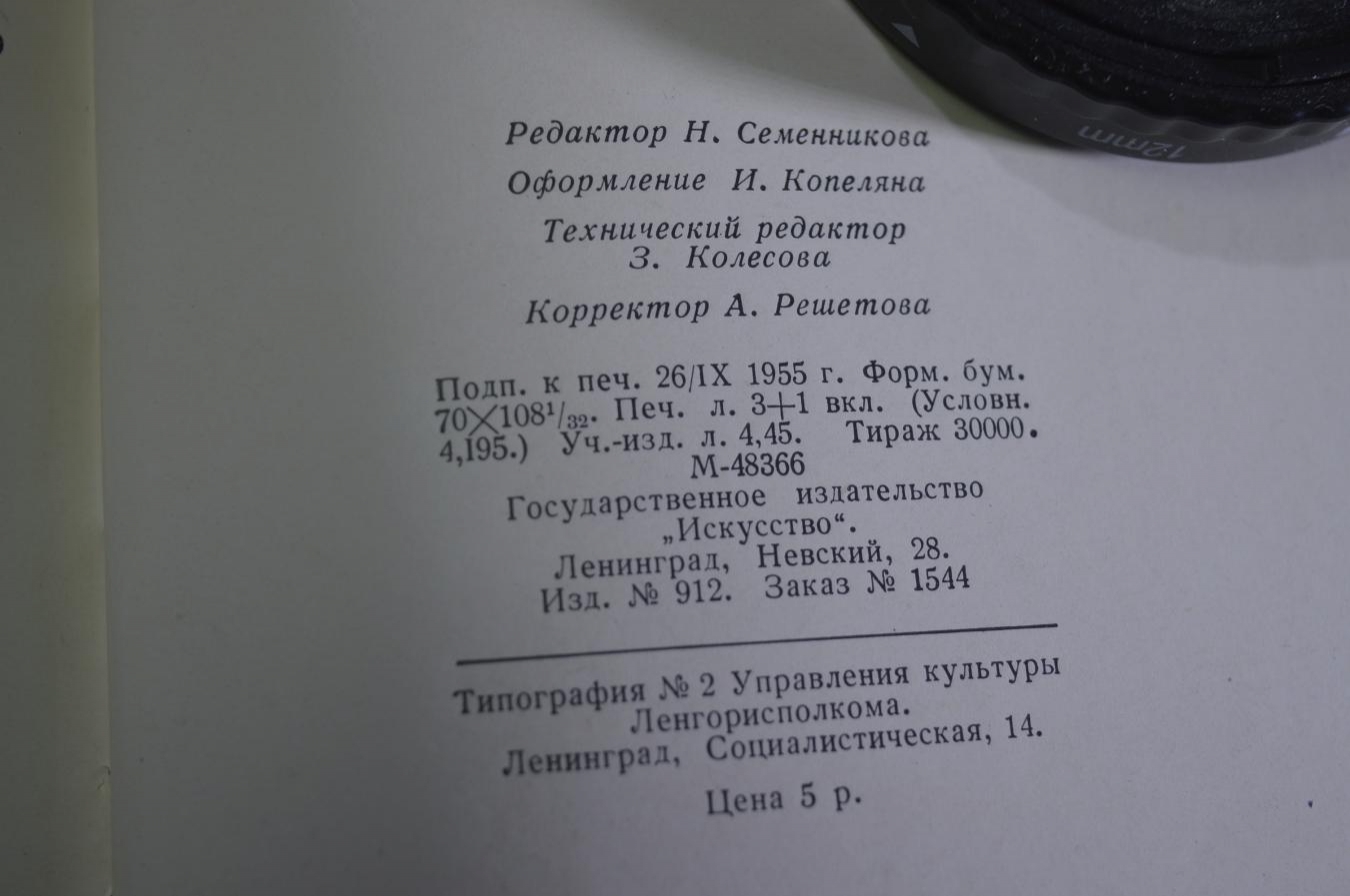 Редактор Н. Семенникова
Оформление И. Копеляна
Технический редактор
З. Колесова
Корректор А. Решетова
Подп. к печ. 26/IX 1955 г. Форм. бум.
70×108¹/₃₂. Печ. л. 3+1 вкл. (Условн.
4,195.) Уч.-изд. л. 4,45. Тираж 30000.
М-48366
Государственное издательство
„Искусство“.
Ленинград, Невский, 28.
Изд. № 912. Заказ № 1544
Типография № 2 Управления культуры
Ленгорисполкома.
Ленинград, Социалистическая, 14.
Цена 5 р.